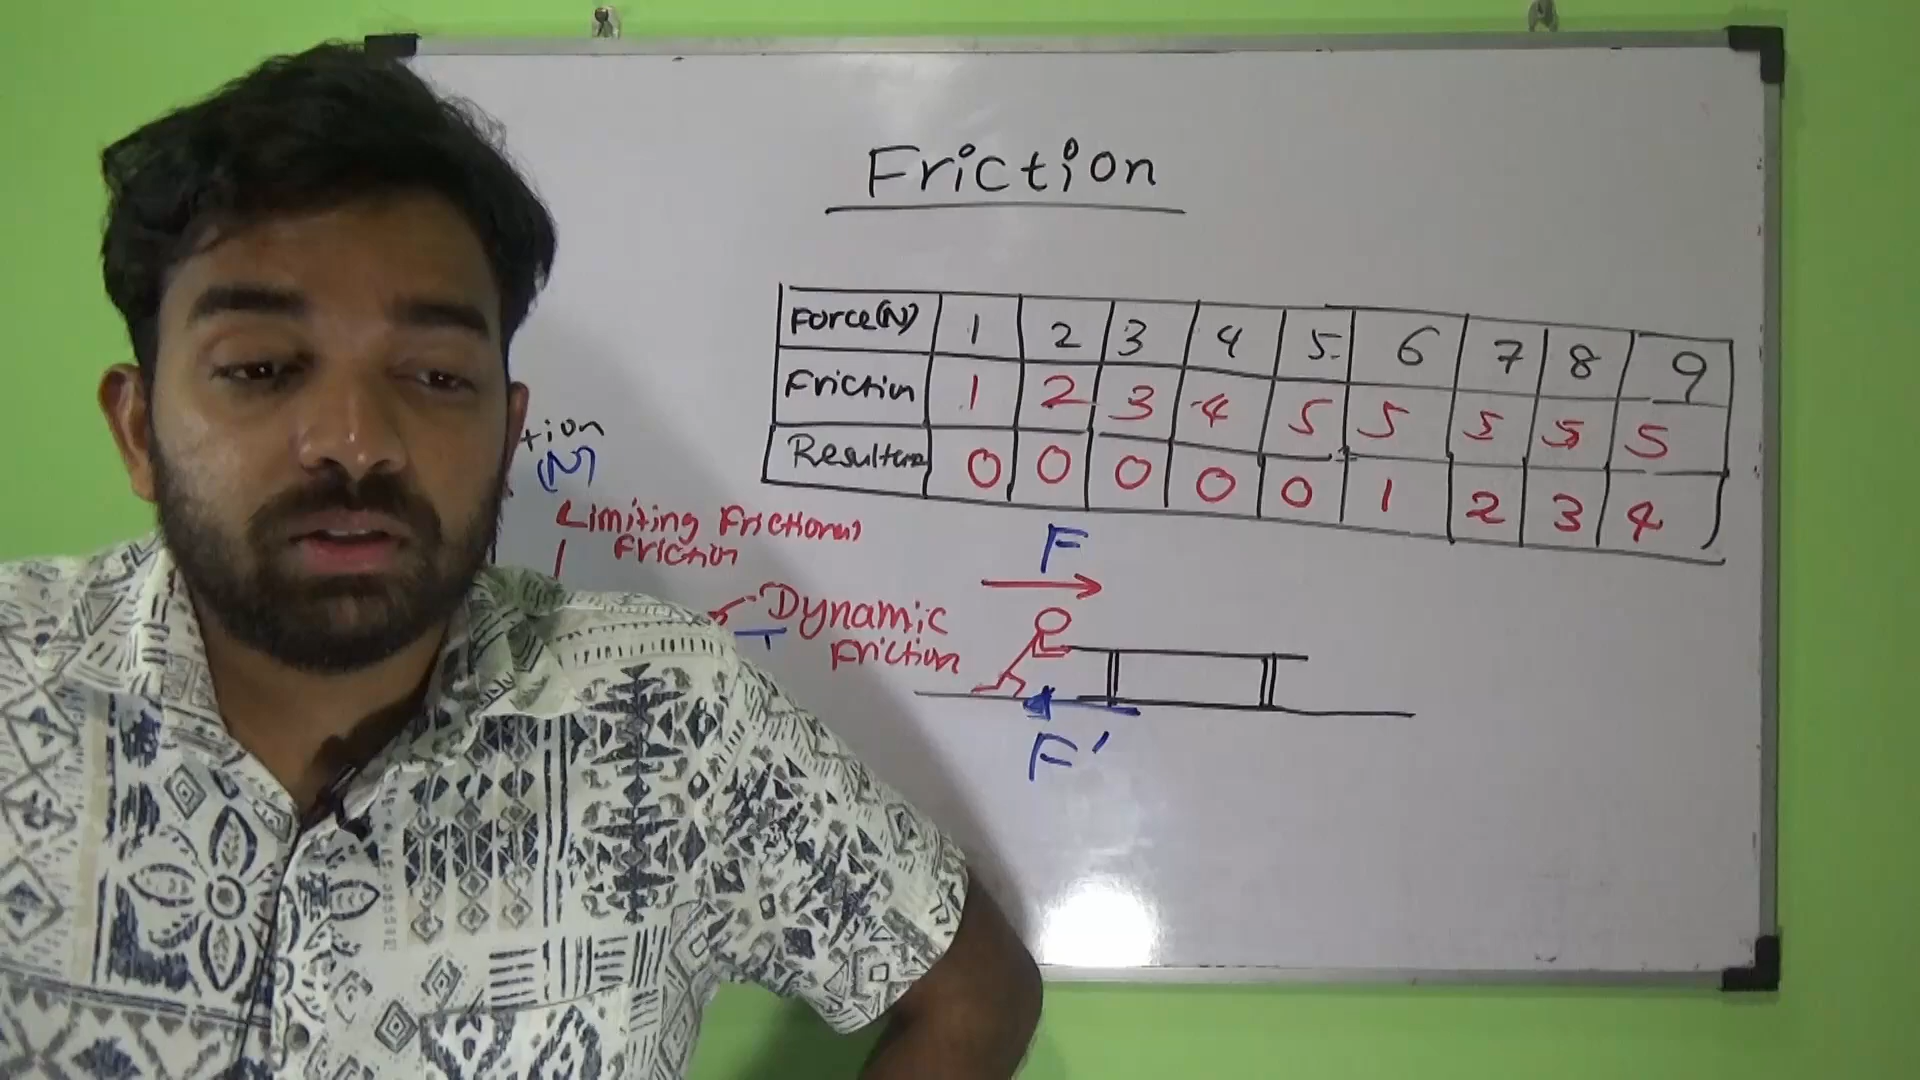 Friction
Force(N) 1 2 3 4 5 6 7 8 9
Friction 1 2 3 4 5 5 5 5 5
0 0 0 0 0 1 2 3 4
tion
(N)
Limiting Frictional
Friction
Dynamic
Friction
F
F'